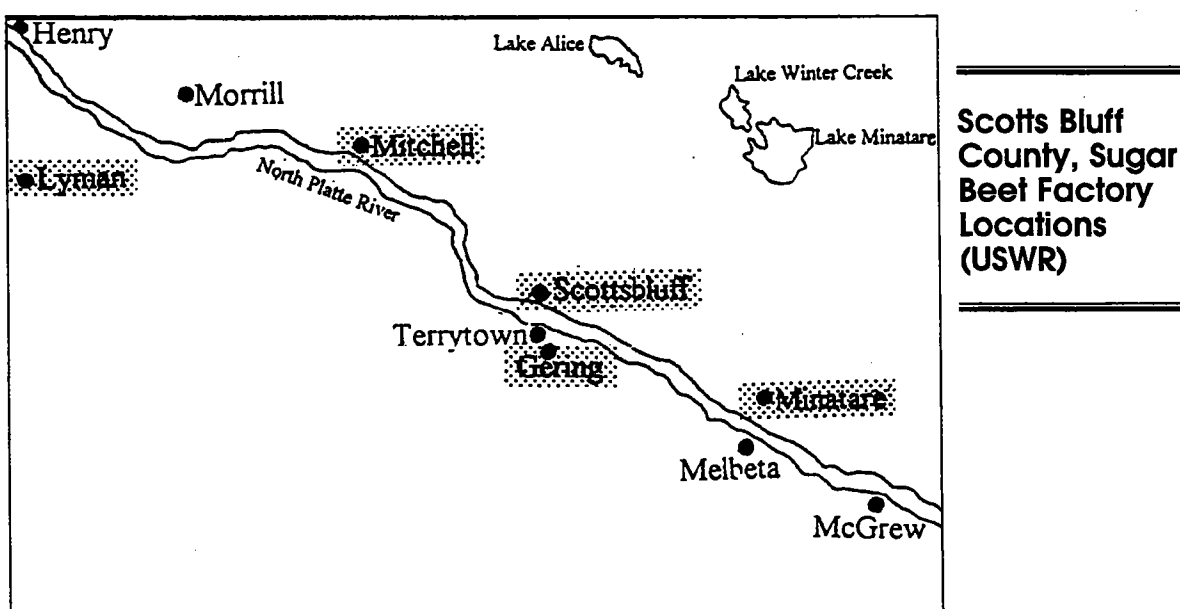 Henry
Lake Alice
Lake Winter Creek
Morrill
Lake Minatare
Mitchell
Lyman
North Platte River
Scottsbluff
Terrytown
Gering
Minatare
Melbeta
McGrew
Scotts Bluff
County, Sugar
Beet Factory
Locations
(USWR)